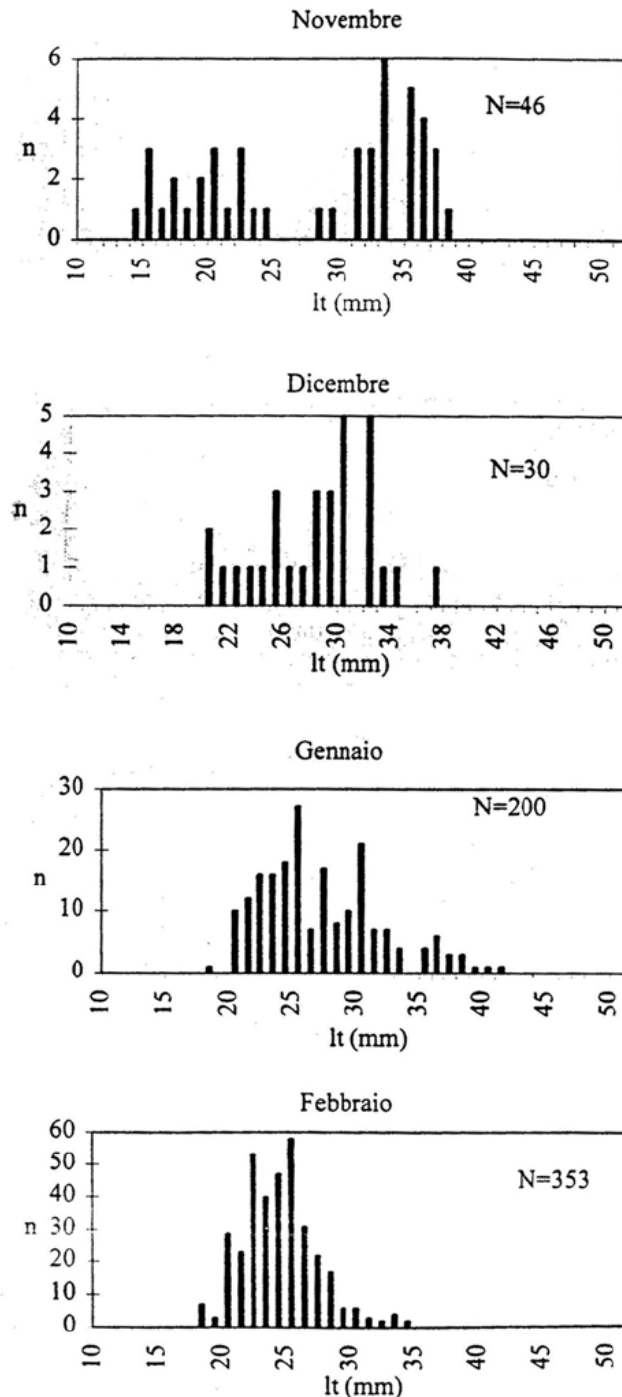 Novembre
6
N=46
4
n
2
0
10 15 20 25 30 35 40 45 50
lt (mm)
Dicembre
5
4
N=30
3
n
2
1
0
10 14 18 22 26 30 34 38 42 46 50
lt (mm)
Gennaio
30
N=200
20
n
10
0
10 20 25 30 35 40 45 50
lt (mm)
Febbraio
60
50
N=353
40
n 30
20
10
0
10 15 20 25 30 35 40 45 50
lt (mm)